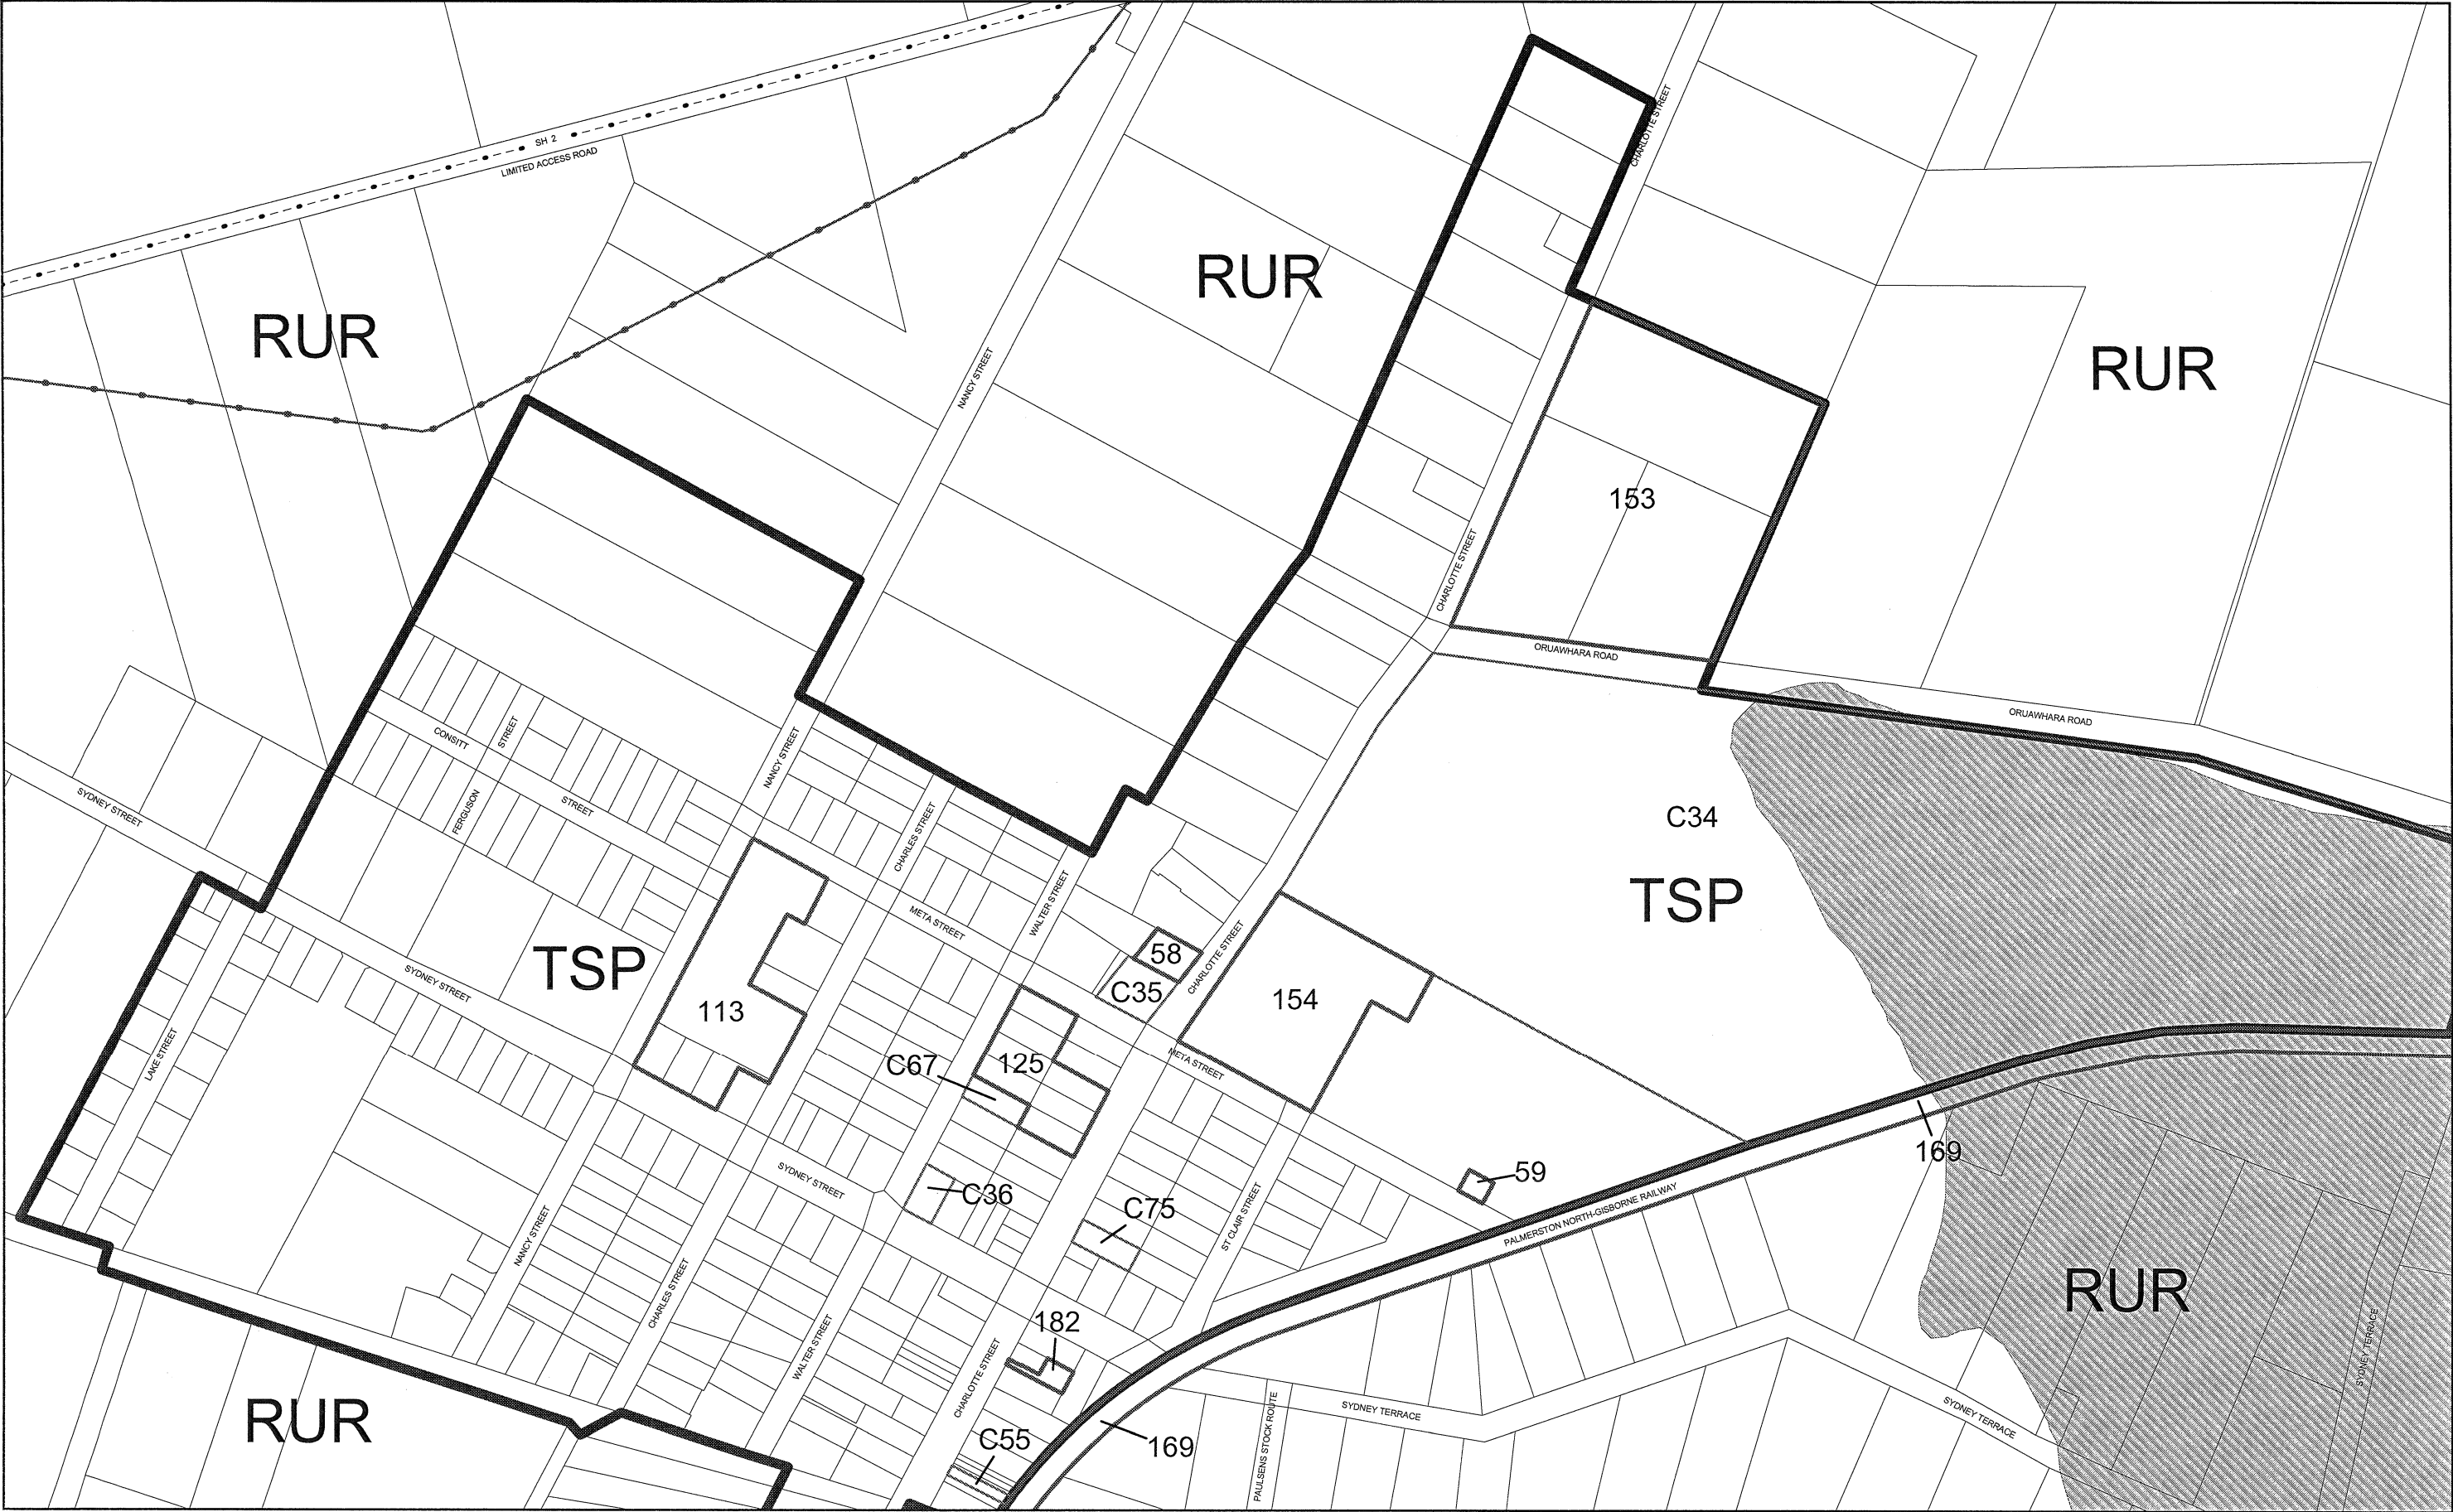 SH 2
LIMITED ACCESS ROAD
CHARLOTTE STREET
RUR
RUR
RUR
NANCY STREET
153
CHARLOTTE STREET
ORUAWHARA ROAD
ORUAWHARA ROAD
CONSITT
STREET
FERGUSON
STREET
NANCY STREET
SYDNEY STREET
CHARLES STREET
C34
TSP
WALTER STREET
META STREET
58
C35
CHARLOTTE STREET
TSP
SYDNEY STREET
113
154
LAKE STREET
C67
125
META STREET
169
59
SYDNEY STREET
C36
C75
ST CLAIR STREET
PALMERSTON NORTH-GISBORNE RAILWAY
NANCY STREET
CHARLES STREET
RUR
182
WALTER STREET
CHARLOTTE STREET
SYDNEY TERRACE
RUR
C55
169
PAULSENS STOCK ROUTE
SYDNEY TERRACE
SYDNEY TERRACE